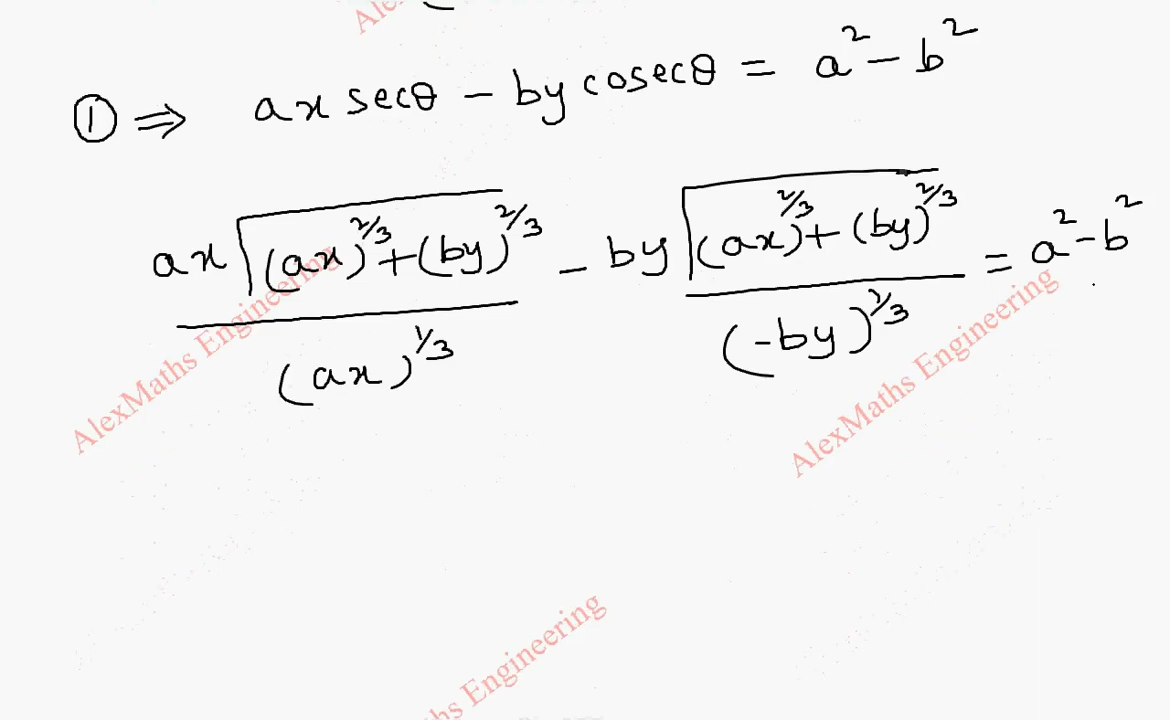 ① ⇒ ax secθ − by cosecθ = a² − b²
ax√((ax)^2/3 + (by)^2/3) / (ax)^1/3 − by√((ax)^2/3 + (by)^2/3) / (-by)^1/3 = a² − b²
AlexMaths Engineering
AlexMaths Engineering
ths Engineering